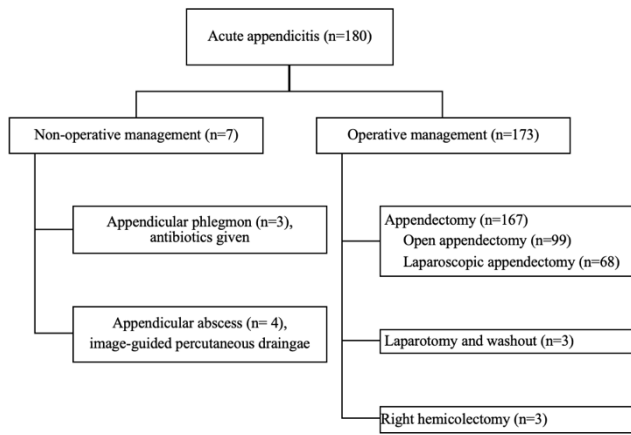 Acute appendicitis (n=180)
Non-operative management (n=7)
Operative management (n=173)
Appendicular phlegmon (n=3),
antibiotics given
Appendicular abscess (n= 4),
image-guided percutaneous draingae
Appendectomy (n=167)
Open appendectomy (n=99)
Laparoscopic appendectomy (n=68)
Laparotomy and washout (n=3)
Right hemicolectomy (n=3)